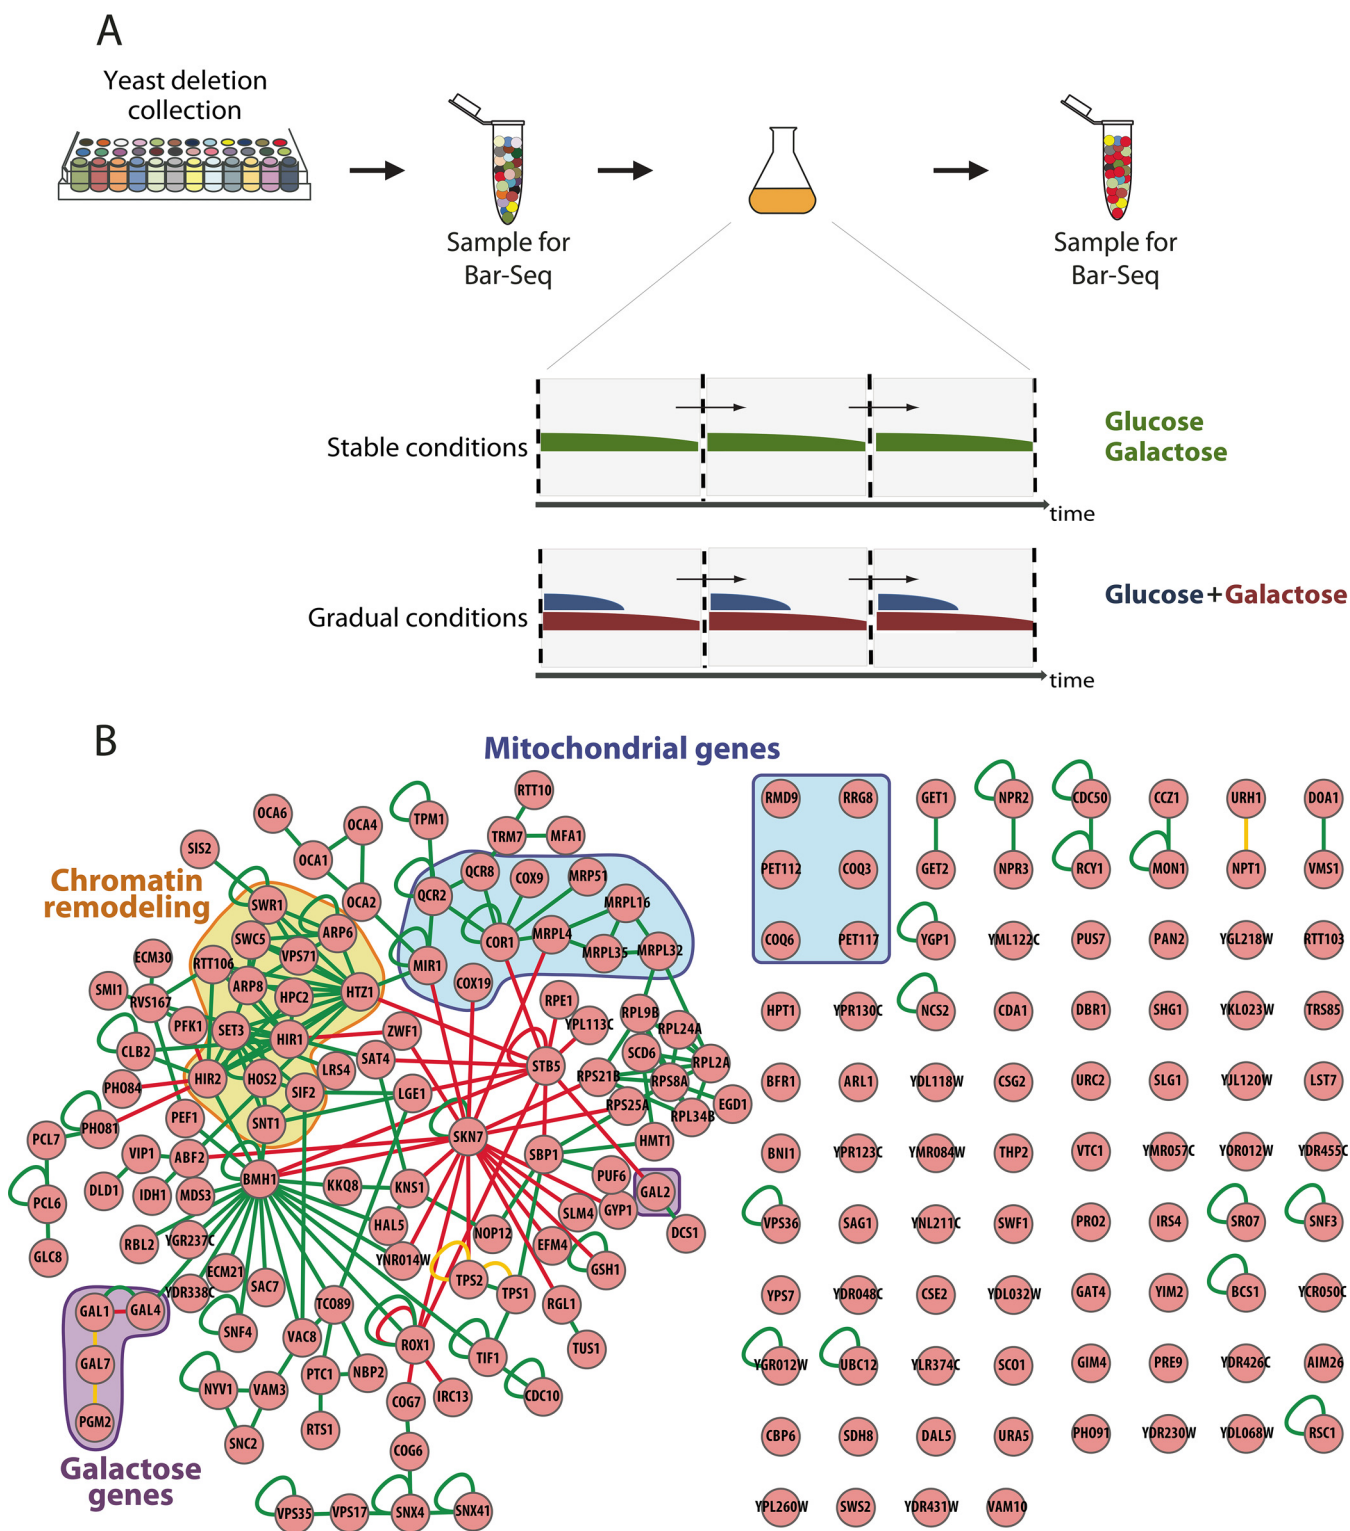 A
Yeast deletion
collection
Sample for
Bar-Seq
Sample for
Bar-Seq
Stable conditions
Glucose
Galactose
time
Gradual conditions
Glucose+Galactose
time
B
Mitochondrial genes
Chromatin
remodeling
Galactose
genes
RTT10
OCA6
OCA4
TPM1
TRM7
MFA1
SIS2
OCA1
QCR8
COX9
MRP51
SWR1
OCA2
QCR2
MRPL16
SWC5
ARP6
COR1
MRPL4
MRPL35
MRPL32
ECM30
RTT106
VPS71
MIR1
SMI1
RVS167
ARP8
HPC2
HTZ1
COX19
RPE1
PFK1
SET3
HIR1
ZWF1
YPL113C
RPL9B
RPL24A
CLB2
SAT4
STB5
SCD6
RPL2A
PHO84
HIR2
HOS2
LRS4
RPS21B
RPS8A
SIF2
LGE1
RPS25A
RPL34B
EGD1
PCL7
PHO81
PEF1
SNT1
SKN7
HMT1
VIP1
ABF2
BMH1
SBP1
PUF6
DLD1
IDH1
MDS3
KKQ8
KNS1
GAL2
PCL6
SLM4
GYP1
RBL2
YGR237C
HAL5
NOP12
DCS1
GLC8
YNR014W
EFM4
GSH1
ECM21
SAC7
YDR338C
TPS2
TPS1
RGL1
GAL1
GAL4
SNF4
VAC8
TCO89
ROX1
TIF1
TUS1
GAL7
NYV1
VAM3
PTC1
NBP2
CDC10
PGM2
COG7
IRC13
SNC2
RTS1
COG6
VPS35
VPS17
SNX4
SNX41
RMD9
RRG8
GET1
NPR2
CDC50
CCZ1
URH1
DOA1
PET112
COQ3
GET2
NPR3
RCY1
MON1
NPT1
VMS1
COQ6
PET117
YGP1
YML122C
PUS7
PAN2
YGL218W
RTT103
HPT1
YPR130C
NCS2
CDA1
DBR1
SHG1
YKL023W
TRS85
BFR1
ARL1
YDL118W
CSG2
URC2
SLG1
YJL120W
LST7
BNI1
YPR123C
YMR084W
THP2
VTC1
YMR057C
YOR012W
YDR455C
VPS36
SAG1
YNL211C
SWF1
PRO2
IRS4
SRO7
SNF3
YPS7
YDR048C
CSE2
YDL032W
GAT4
YIM2
BCS1
YCR050C
YGR012W
UBC12
YLR374C
SCO1
GIM4
PRE9
YDR426C
AIM26
CBP6
SDH8
DAL5
URA5
PHO91
YDR230W
YDL068W
RSC1
YPL260W
SWS2
YDR431W
VAM10